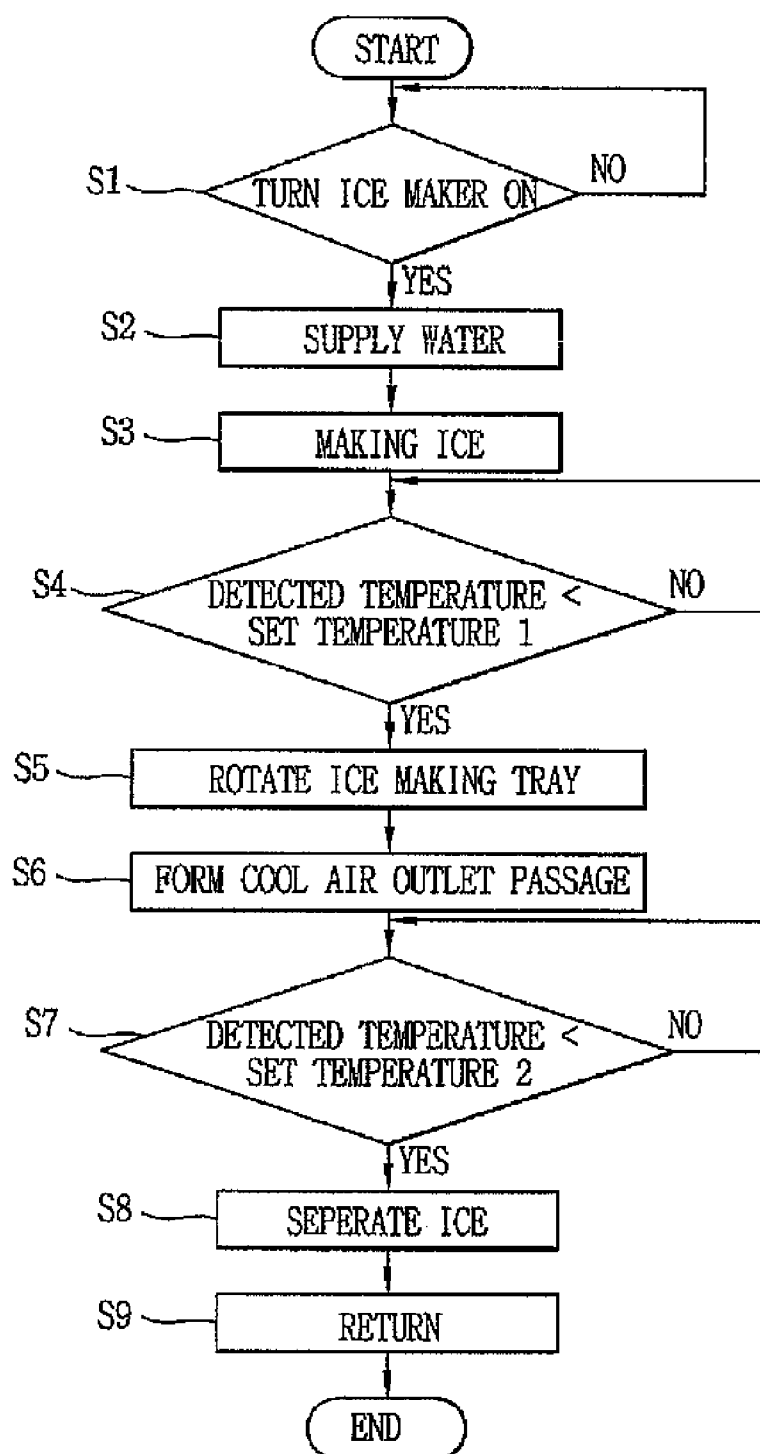 START
S1
TURN ICE MAKER ON
NO
YES
S2
SUPPLY WATER
S3
MAKING ICE
S4
DETECTED TEMPERATURE <
SET TEMPERATURE 1
NO
YES
S5
ROTATE ICE MAKING TRAY
S6
FORM COOL AIR OUTLET PASSAGE
S7
DETECTED TEMPERATURE <
SET TEMPERATURE 2
NO
YES
S8
SEPERATE ICE
S9
RETURN
END